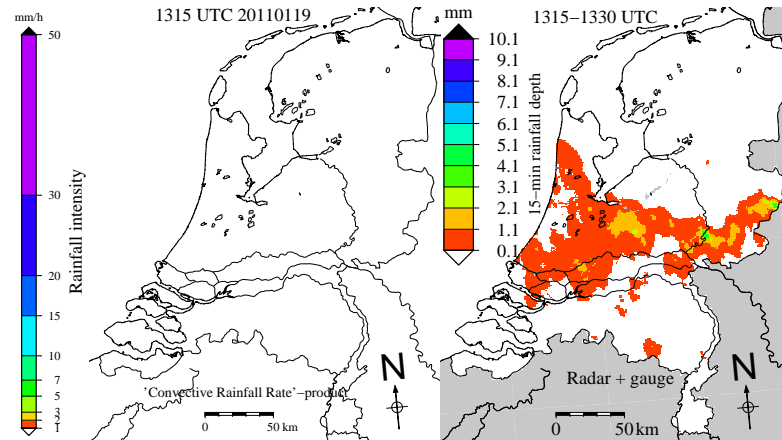 mm/h
1315 UTC 20110119
50
30
20
15
10
7
5
3
2
1
Rainfall intensity
'Convective Rainfall Rate'−product
N
0
50 km
mm
1315−1330 UTC
10.1
9.1
8.1
7.1
6.1
5.1
4.1
3.1
2.1
1.1
0.1
15−min rainfall depth
Radar + gauge
N
0
50 km